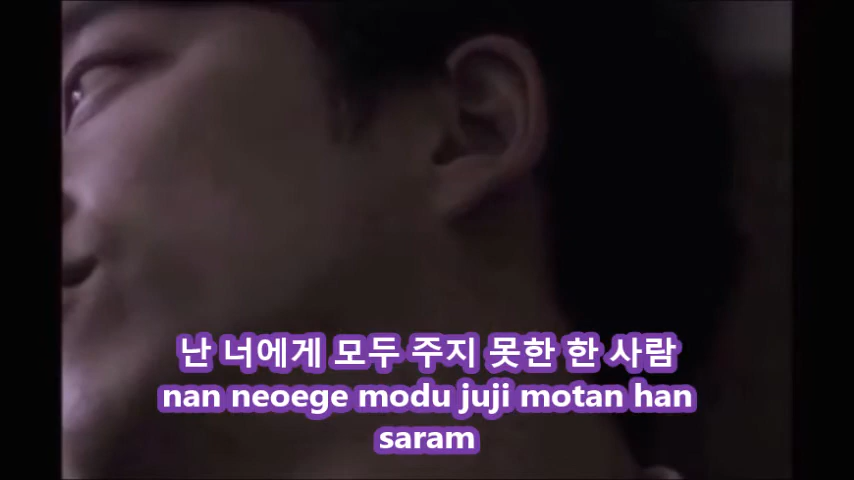 난 너에게 모두 주지 못한 한 사람
nan neoege modu juji motan han
saram